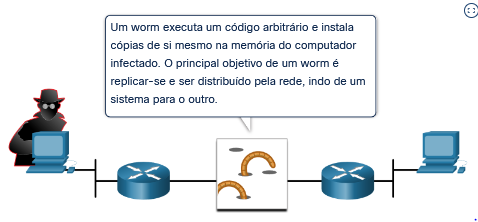 Um worm executa um código arbitrário e instala
cópias de si mesmo na memória do computador
infectado. O principal objetivo de um worm é
replicar-se e ser distribuído pela rede, indo de um
sistema para o outro.